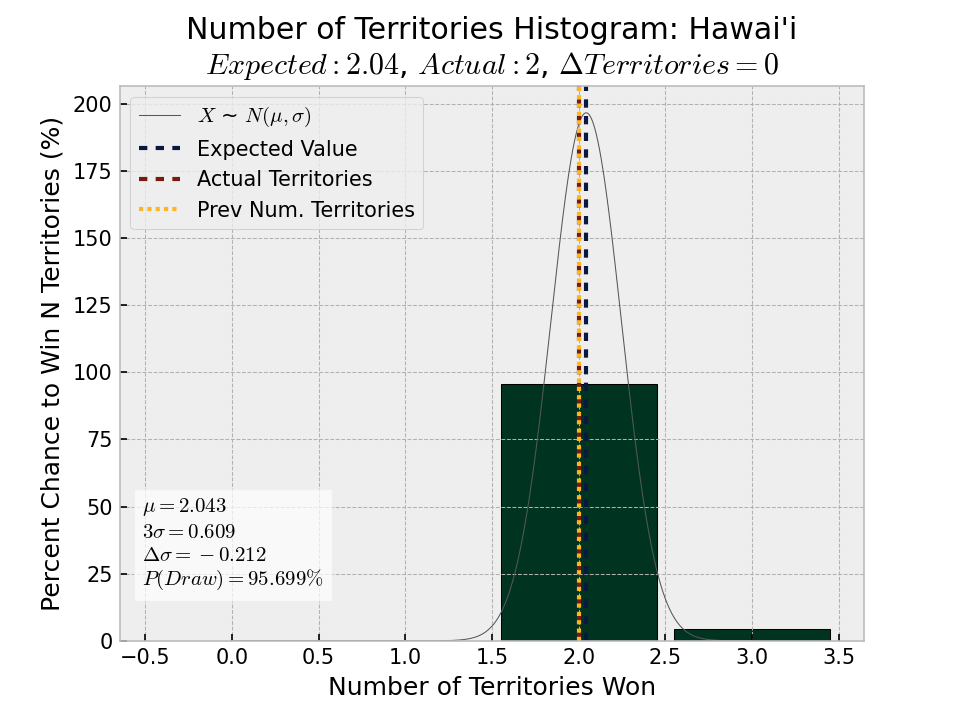 Number of Territories Histogram: Hawai'i
Expected : 2.04, Actual : 2, ΔTerritories = 0
Percent Chance to Win N Territories (%)
200
175
150
125
100
75
50
25
0
X ~ N(μ, σ)
Expected Value
Actual Territories
Prev Num. Territories
μ = 2.043
3σ = 0.609
Δσ = −0.212
P(Draw) = 95.699%
−0.5 0.0 0.5 1.0 1.5 2.0 2.5 3.0 3.5
Number of Territories Won